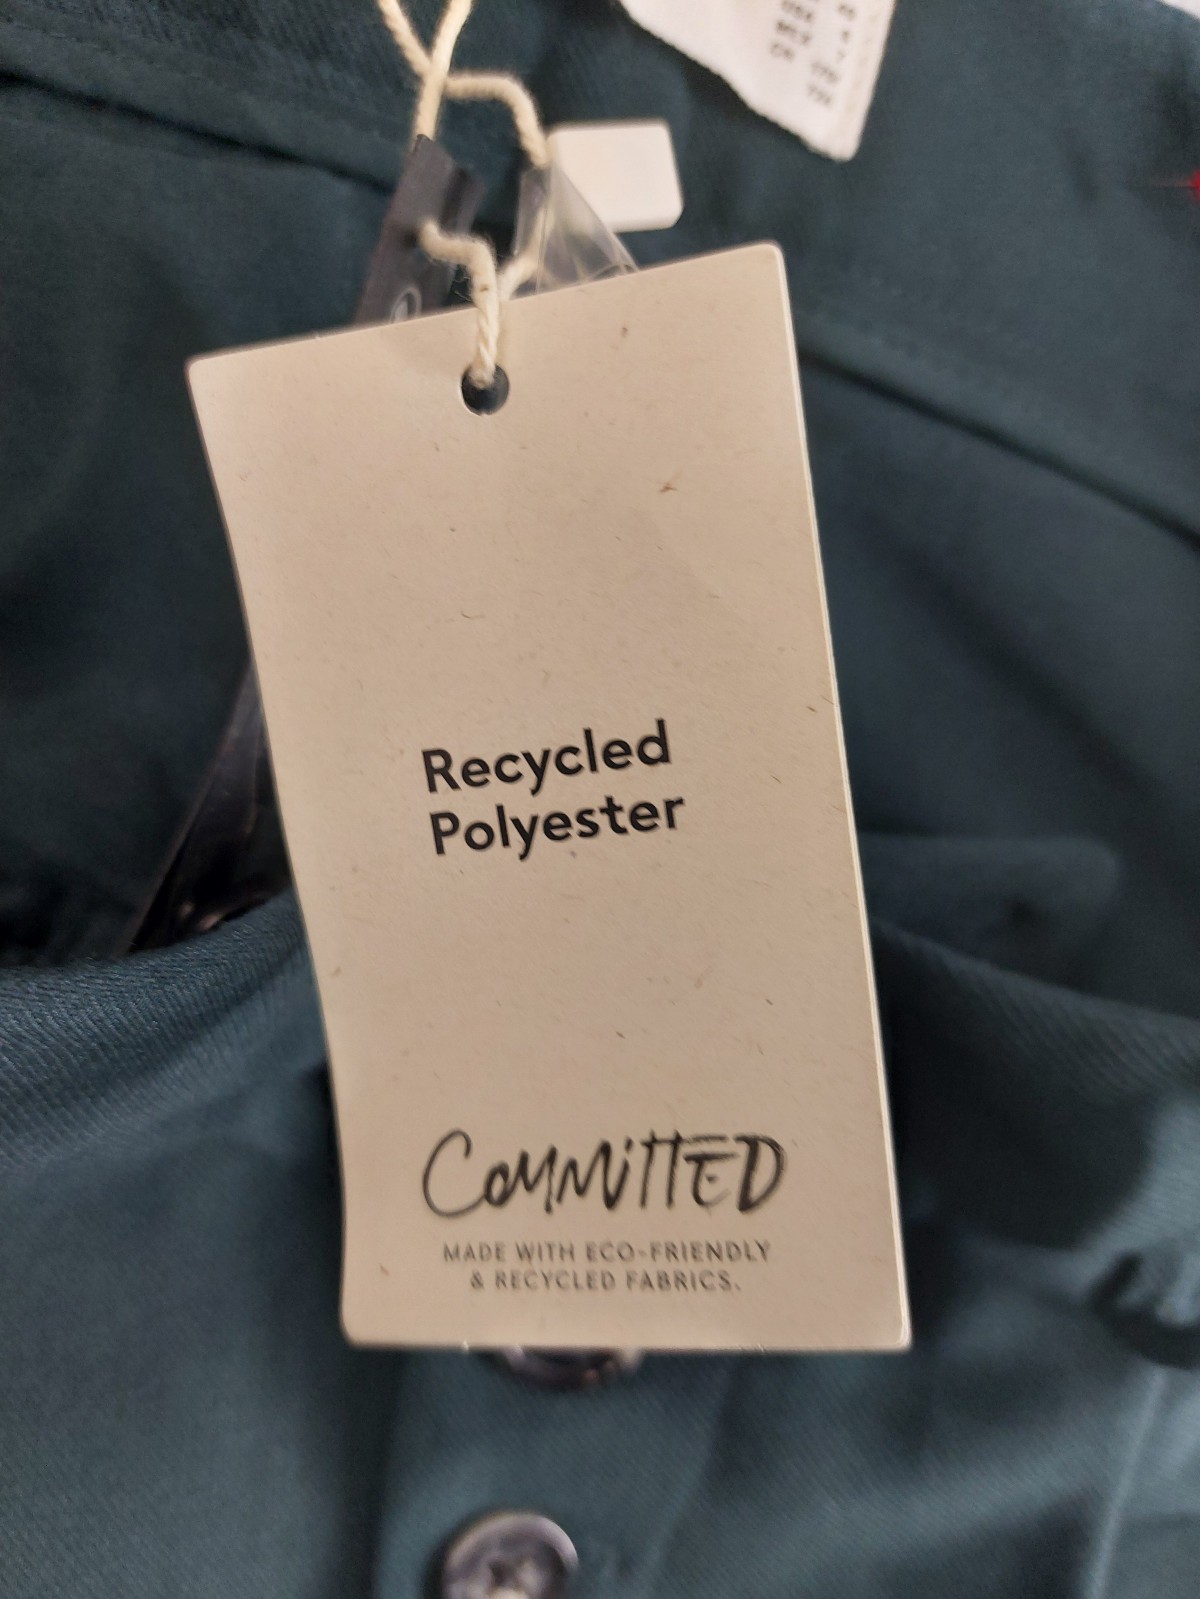 Recycled
Polyester
COMMITTED
MADE WITH ECO-FRIENDLY
& RECYCLED FABRICS.